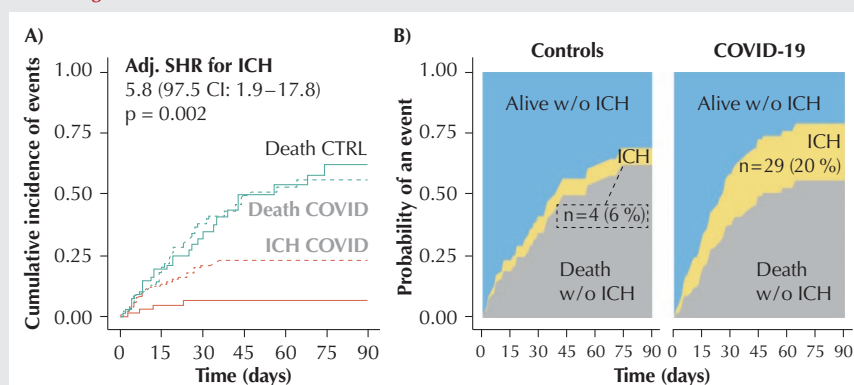 A)
Adj. SHR for ICH
5.8 (97.5 CI: 1.9–17.8)
p = 0.002
Death CTRL
Death COVID
ICH COVID
Cumulative incidence of events
1.00
0.75
0.50
0.25
0.00
0 15 30 45 60 75 90
Time (days)
B)
Controls
COVID-19
Probability of an event
1.00
0.75
0.50
0.25
0.00
Alive w/o ICH
ICH
n=4 (6 %)
Death
w/o ICH
0 15 30 45 60 75 90
Alive w/o ICH
ICH
n=29 (20 %)
Death
w/o ICH
0 15 30 45 60 75 90
Time (days)